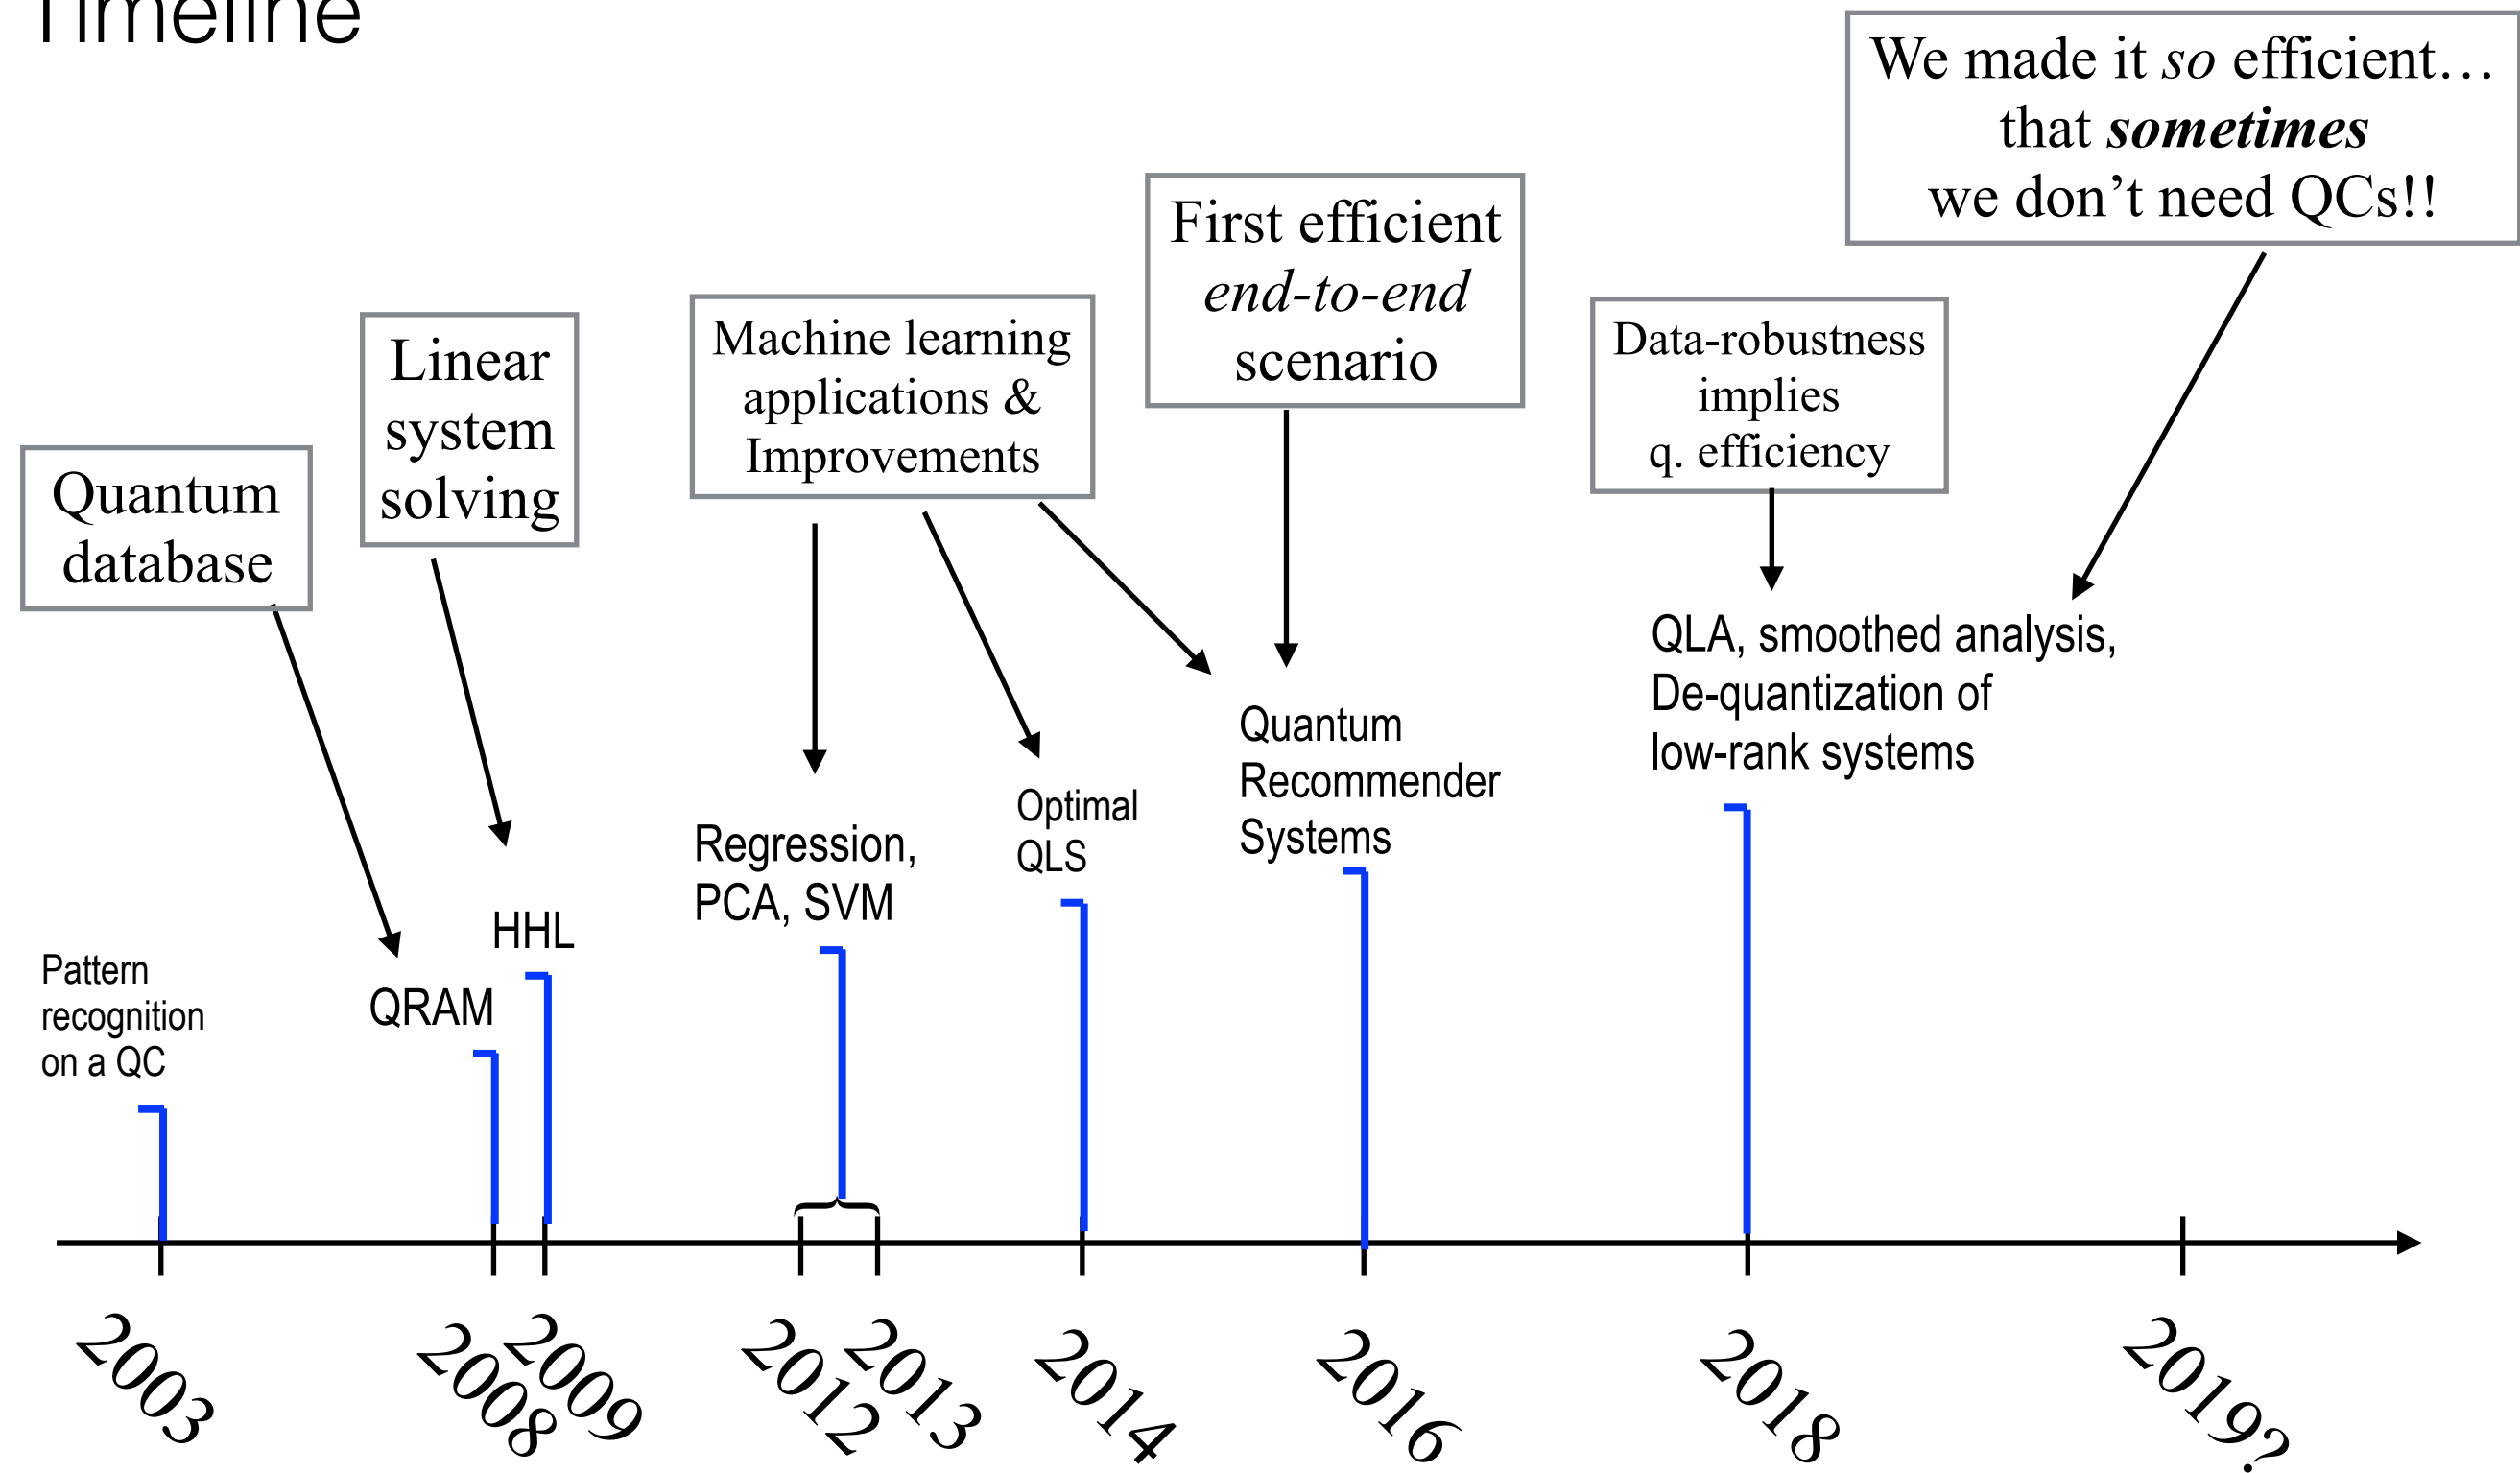 Timeline
We made it so efficient…
that sometimes
we don’t need QCs!!
First efficient
end-to-end
scenario
Machine learning
applications &
Improvements
Data-robustness
implies
q. efficiency
Linear
system
solving
Quantum
database
QLA, smoothed analysis,
De-quantization of
low-rank systems
Quantum
Recommender
Systems
Optimal
QLS
Regression,
PCA, SVM
HHL
QRAM
Pattern
recognition
on a QC
2003
2008
2009
2012
2013
2014
2016
2018
2019?